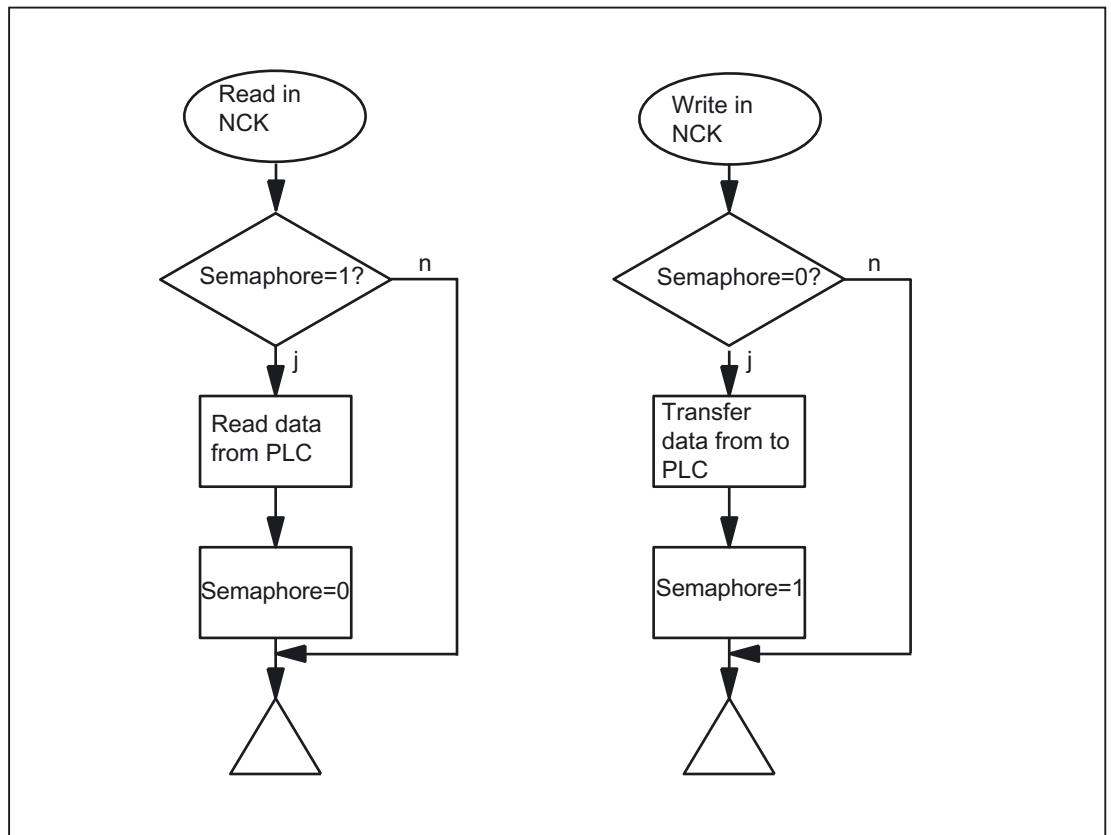 Read in
NCK
Semaphore=1?
n
j
Read data
from PLC
Semaphore=0
Write in
NCK
Semaphore=0?
n
j
Transfer
data from to
PLC
Semaphore=1